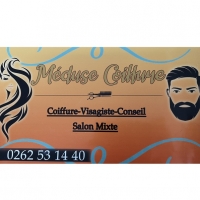 Méduse Coiffure
Coiffure-Visagiste-Conseil
Salon Mixte
0262 53 14 40